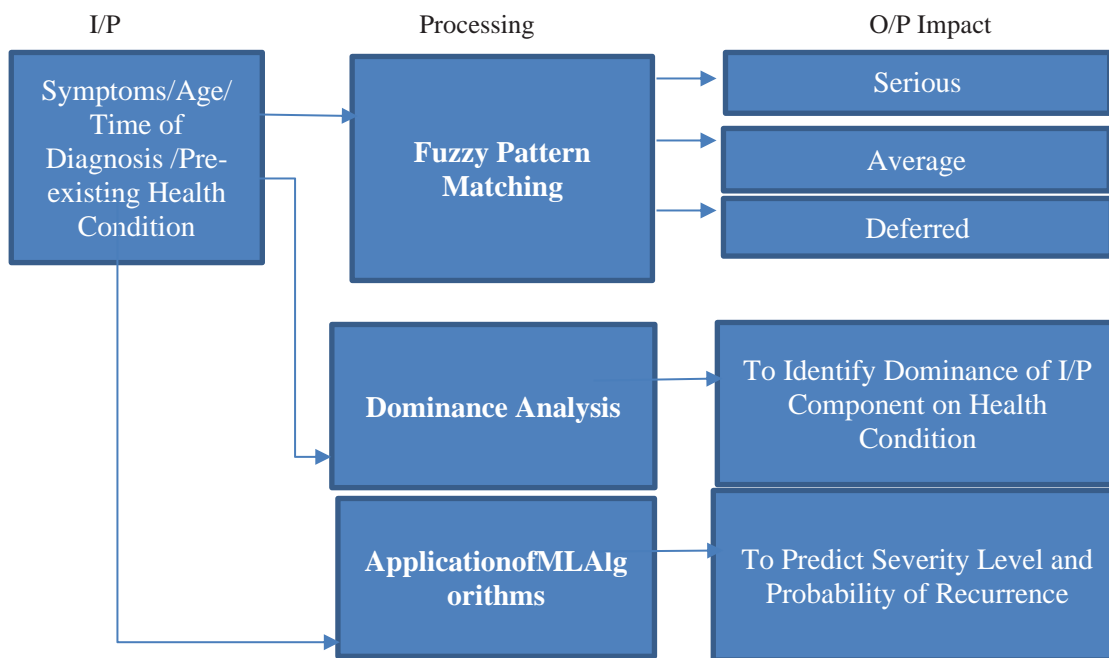 I/P
Processing
O/P Impact
Symptoms/Age/
Time of
Diagnosis /Pre-
existing Health
Condition
Fuzzy Pattern
Matching
Serious
Average
Deferred
Dominance Analysis
To Identify Dominance of I/P
Component on Health
Condition
ApplicationofMLAlg
orithms
To Predict Severity Level and
Probability of Recurrence